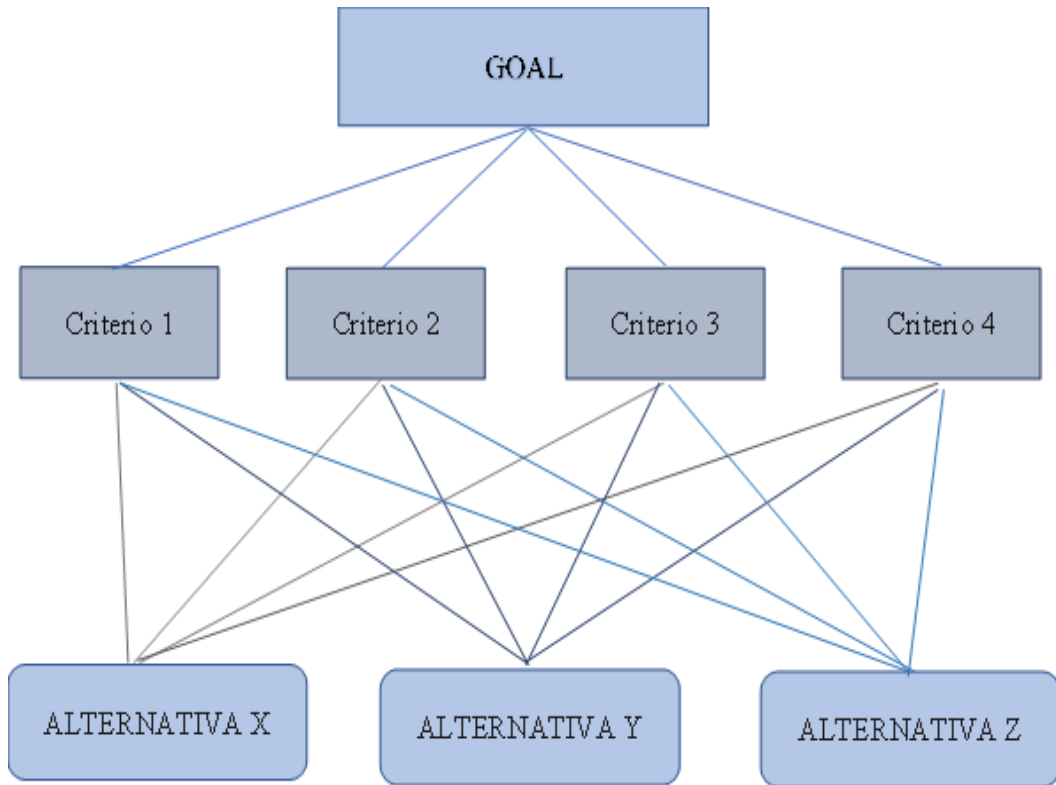 GOAL
Criterio 1
Criterio 2
Criterio 3
Criterio 4
ALTERNATIVA X
ALTERNATIVA Y
ALTERNATIVA Z